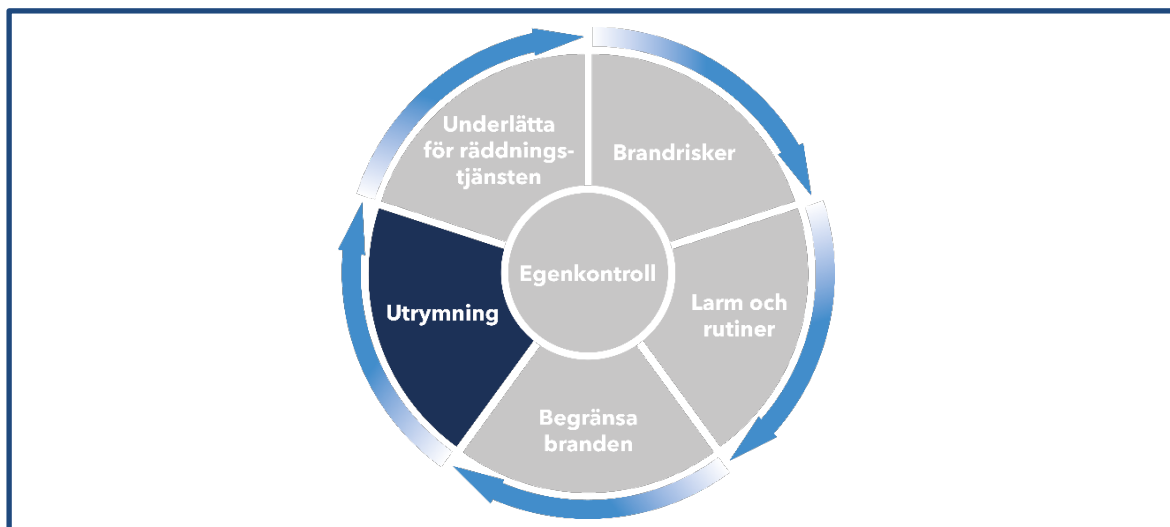 Underlätta
för räddnings-
tjänsten
Brandrisker
Egenkontroll
Larm och
rutiner
Utrymning
Begränsa
branden